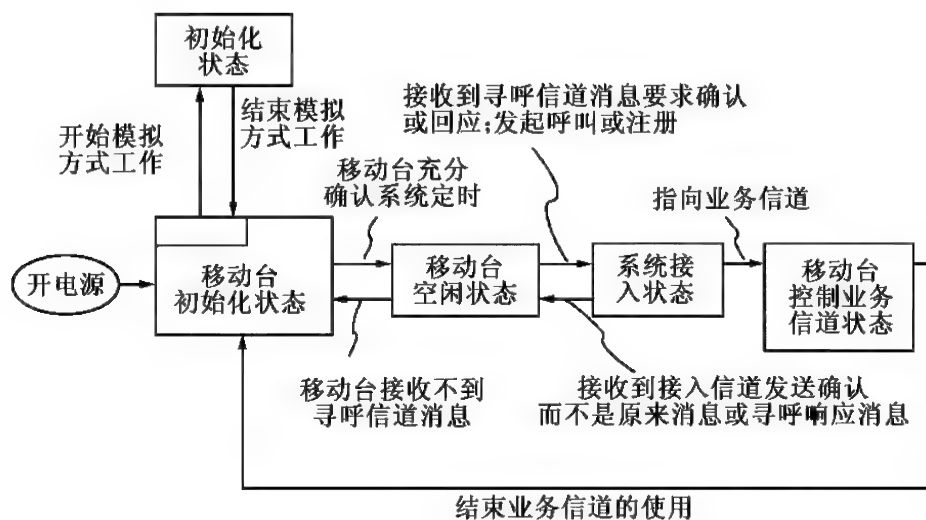 初始化
状态
开始模拟
方式工作
结束模拟
方式工作
接收到寻呼信道消息要求确认
或回应;发起呼叫或注册
移动台充分
确认系统定时
指向业务信道
开电源
移动台
初始化状态
移动台
空闲状态
系统接
入状态
移动台
控制业务
信道状态
移动台接收不到
寻呼信道消息
接收到接入信道发送确认
而不是原来消息或寻呼响应消息
结束业务信道的使用